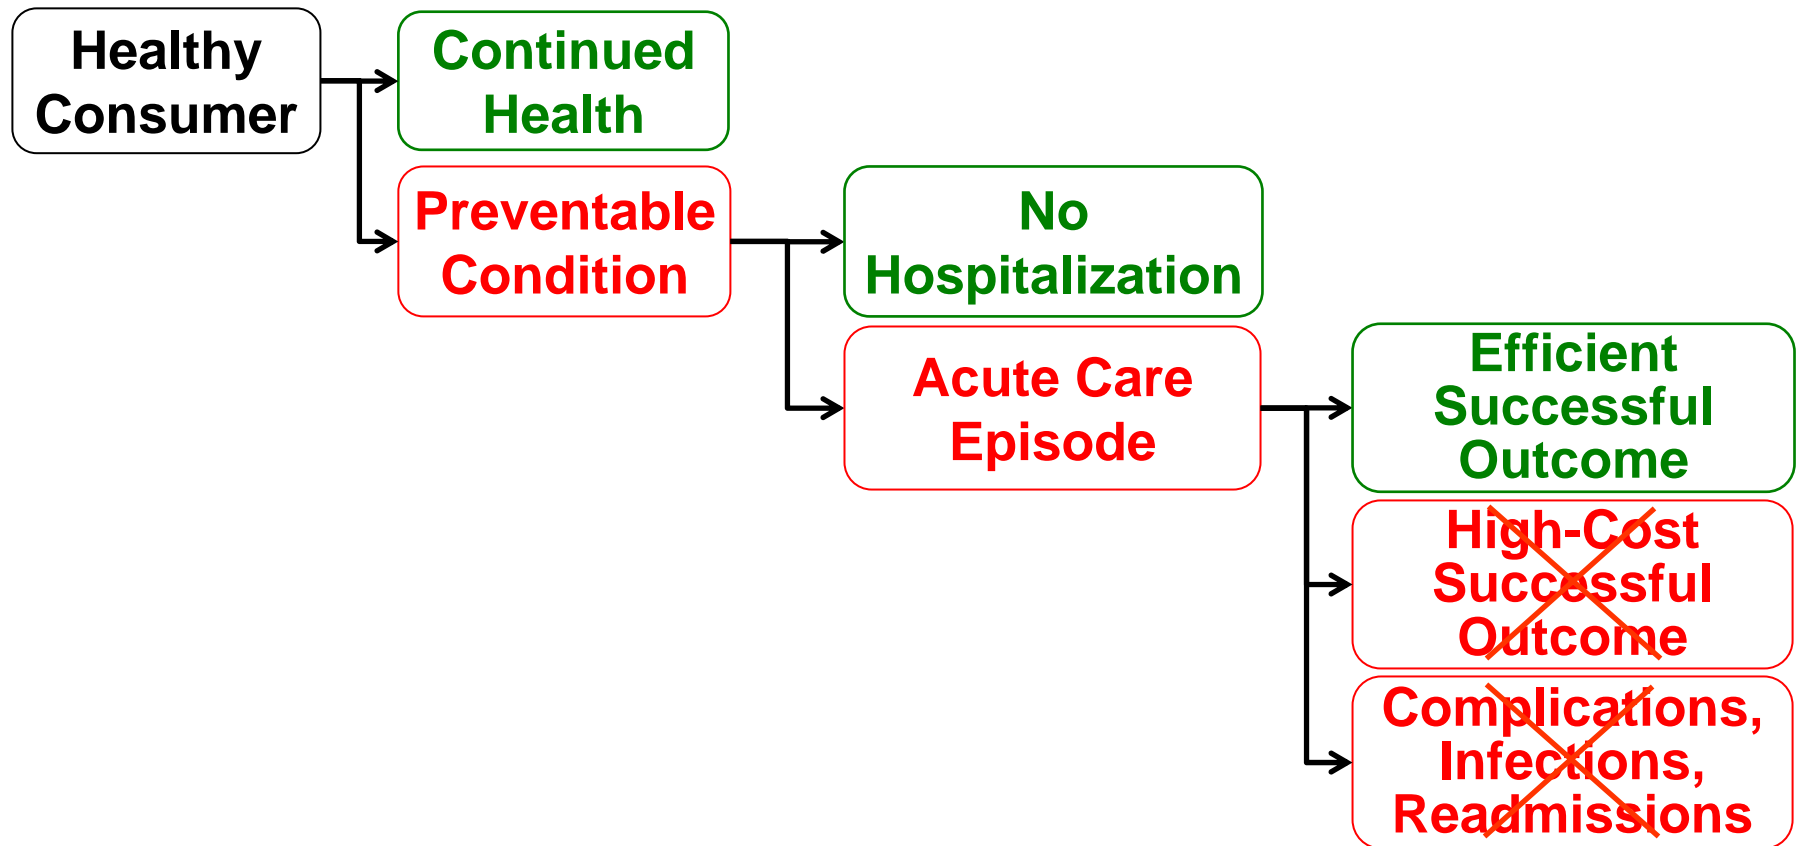 Healthy
Consumer
Continued
Health
Preventable
Condition
No
Hospitalization
Acute Care
Episode
Efficient
Successful
Outcome
High-Cost
Successful
Outcome
Complications,
Infections,
Readmissions